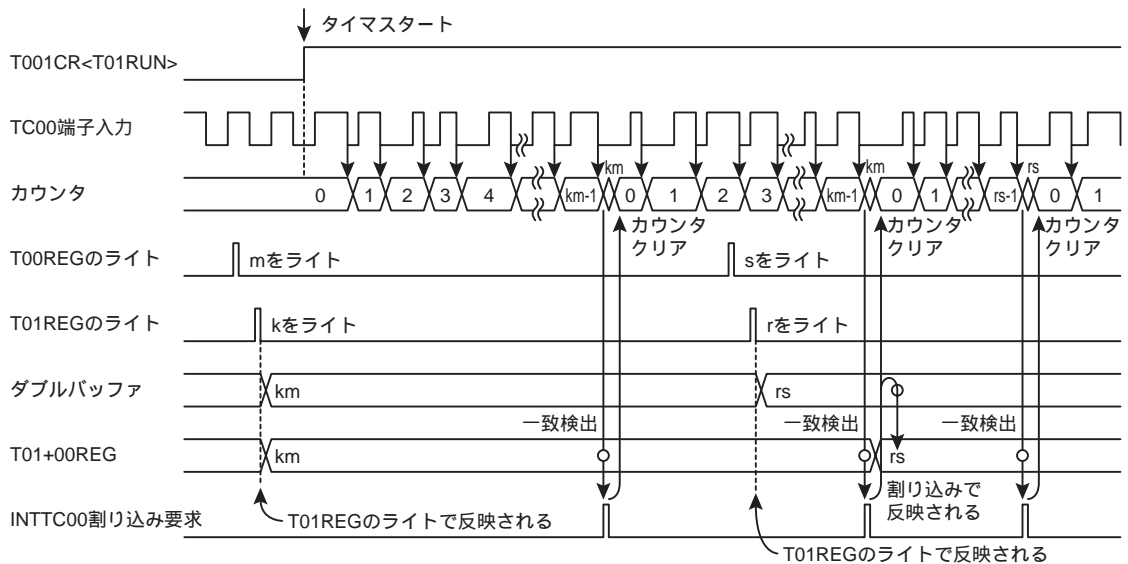 タイマスタート
T001CR<T01RUN>
TC00端子入力
カウンタ
0 1 2 3 4 km-1 km 0 1 2 3 km-1 km 0 1 rs-1 rs 0 1
カウンタ
クリア
カウンタ
クリア
カウンタ
クリア
T00REGのライト
mをライト
sをライト
T01REGのライト
kをライト
rをライト
ダブルバッファ
km
rs
一致検出
一致検出
一致検出
T01+00REG
km
rs
割り込みで
反映される
INTTC00割り込み要求
T01REGのライトで反映される
T01REGのライトで反映される